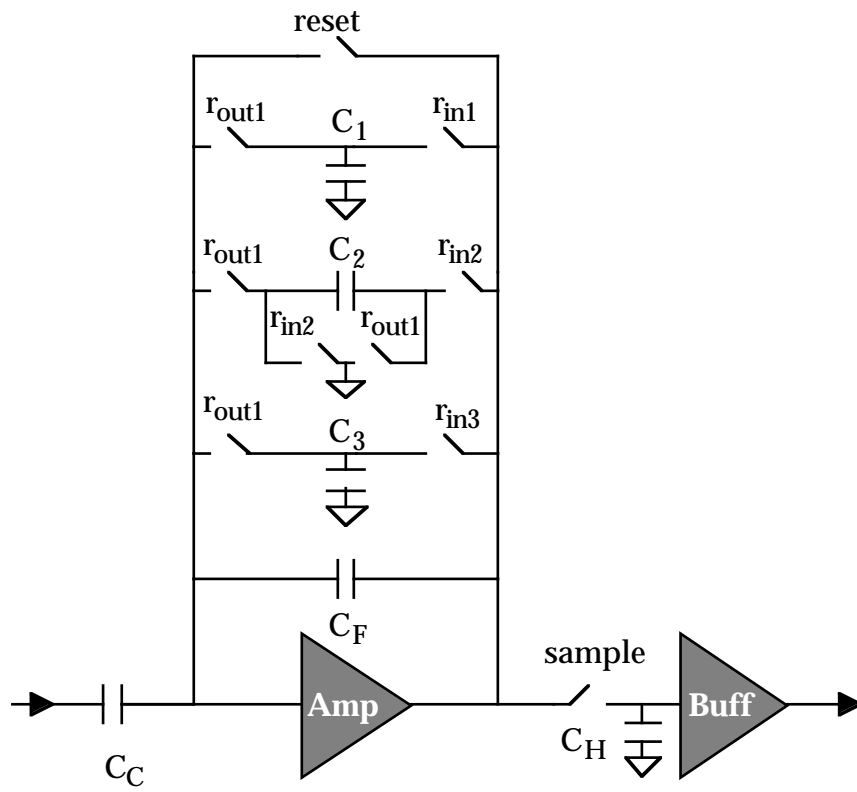 reset
r_out1 C_1 r_in1
r_out1 C_2 r_in2
r_in2 r_out1
r_out1 C_3 r_in3
C_F
sample
Amp Buff
C_C C_H